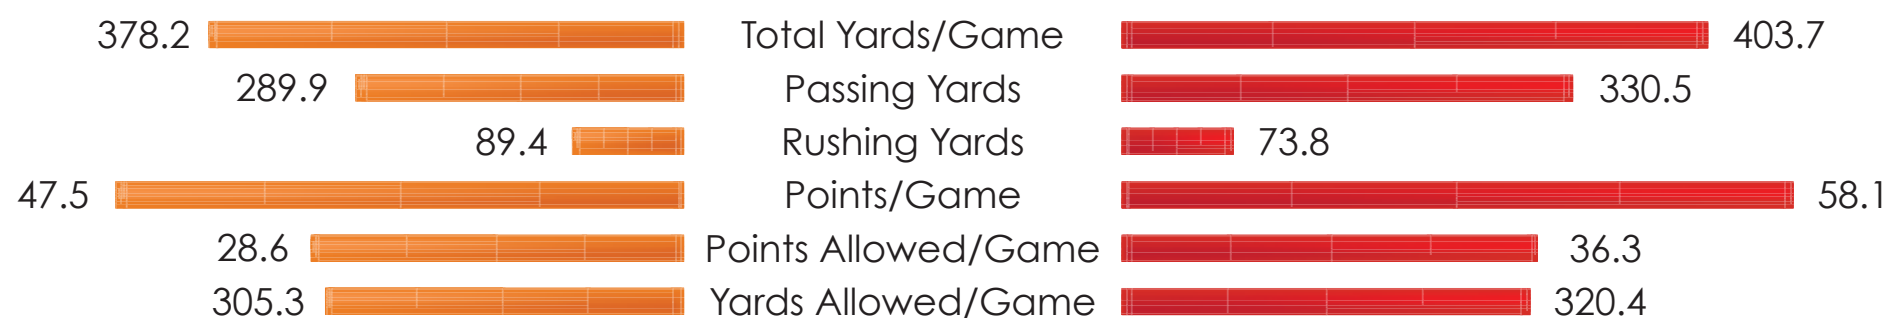 378.2 Total Yards/Game 403.7
289.9 Passing Yards 330.5
89.4 Rushing Yards 73.8
47.5 Points/Game 58.1
28.6 Points Allowed/Game 36.3
305.3 Yards Allowed/Game 320.4